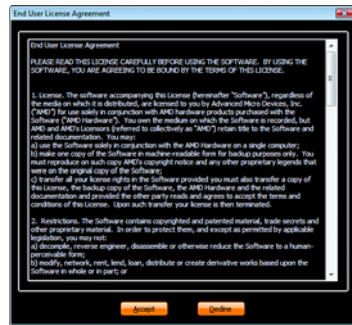 End User License Agreement
End User License Agreement
PLEASE READ THIS LICENSE CAREFULLY BEFORE USING THE SOFTWARE. BY USING THE
SOFTWARE, YOU ARE AGREEING TO BE BOUND BY THE TERMS OF THIS LICENSE.
1. License. The software accompanying this License (hereinafter "Software"), regardless of
the media on which it is distributed, are licensed to you by Advanced Micro Devices, Inc.
("AMD") for use solely in conjunction with AMD hardware products purchased with the
Software ("AMD Hardware"). You own the medium on which the Software is recorded, but
AMD and AMD's Licensors (referred to collectively as "AMD") retain title to the Software and
related documentation. You may:
a) use the Software solely in conjunction with the AMD Hardware on a single computer;
b) make one copy of the Software in machine-readable form for backup purposes only. You
must reproduce on such copy AMD's copyright notice and any other proprietary legends that
were on the original copy of the Software;
c) transfer all your license rights in the Software provided you must also transfer a copy of
this License, the backup copy of the Software, the AMD Hardware and the related
documentation and provided the other party reads and agrees to accept the terms and
conditions of this License. Upon such transfer your license is then terminated.
2. Restrictions. The Software contains copyrighted and patented material, trade secrets and
other proprietary material. In order to protect them, and except as permitted by applicable
legislation, you may not:
a) decompile, reverse engineer, disassemble or otherwise reduce the Software to a human-
perceivable form;
b) modify, network, rent, lend, loan, distribute or create derivative works based upon the
Software in whole or in part; or
Accept
Decline